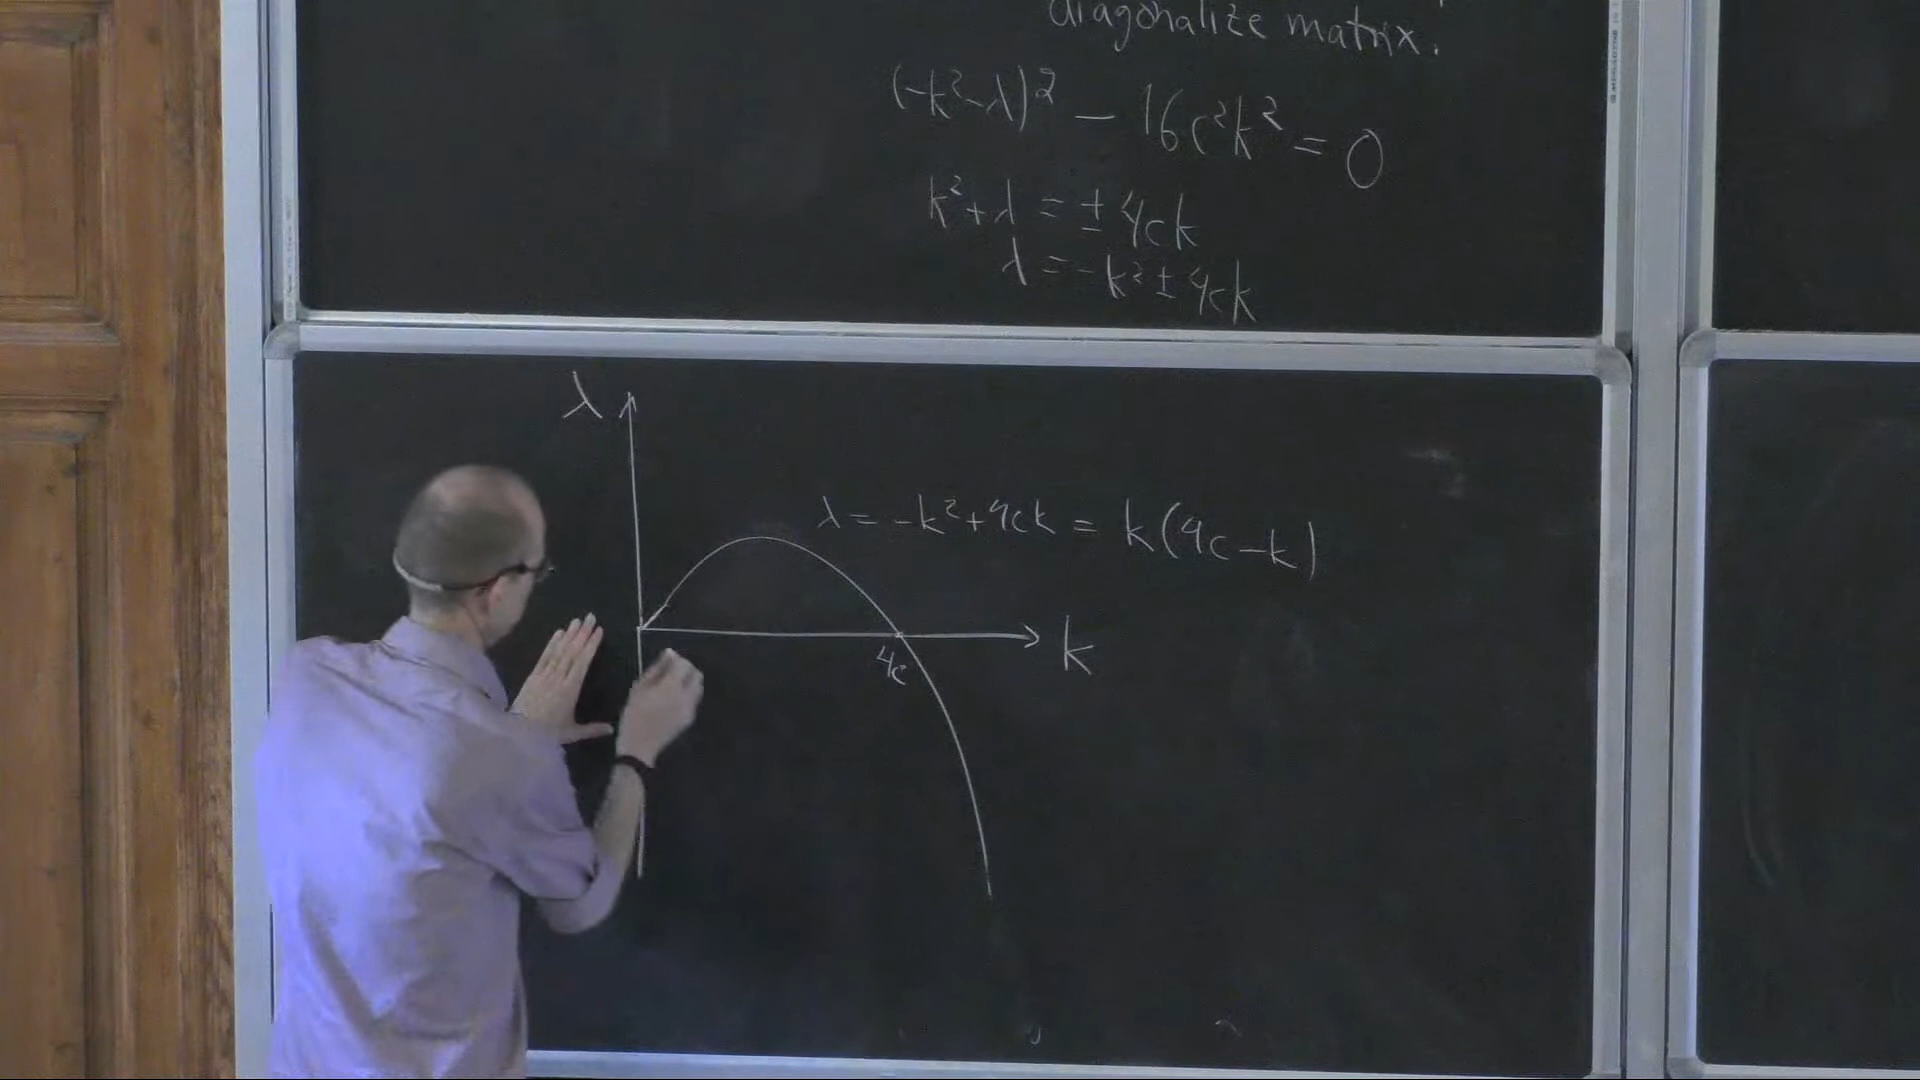 diagonalize matrix.
(-k²-λ)² - 16c²k² = 0
k²+λ = ± 4ck
λ = -k² ± 4ck
λ
λ = -k²+4ck = k(4c-k)
4c
k